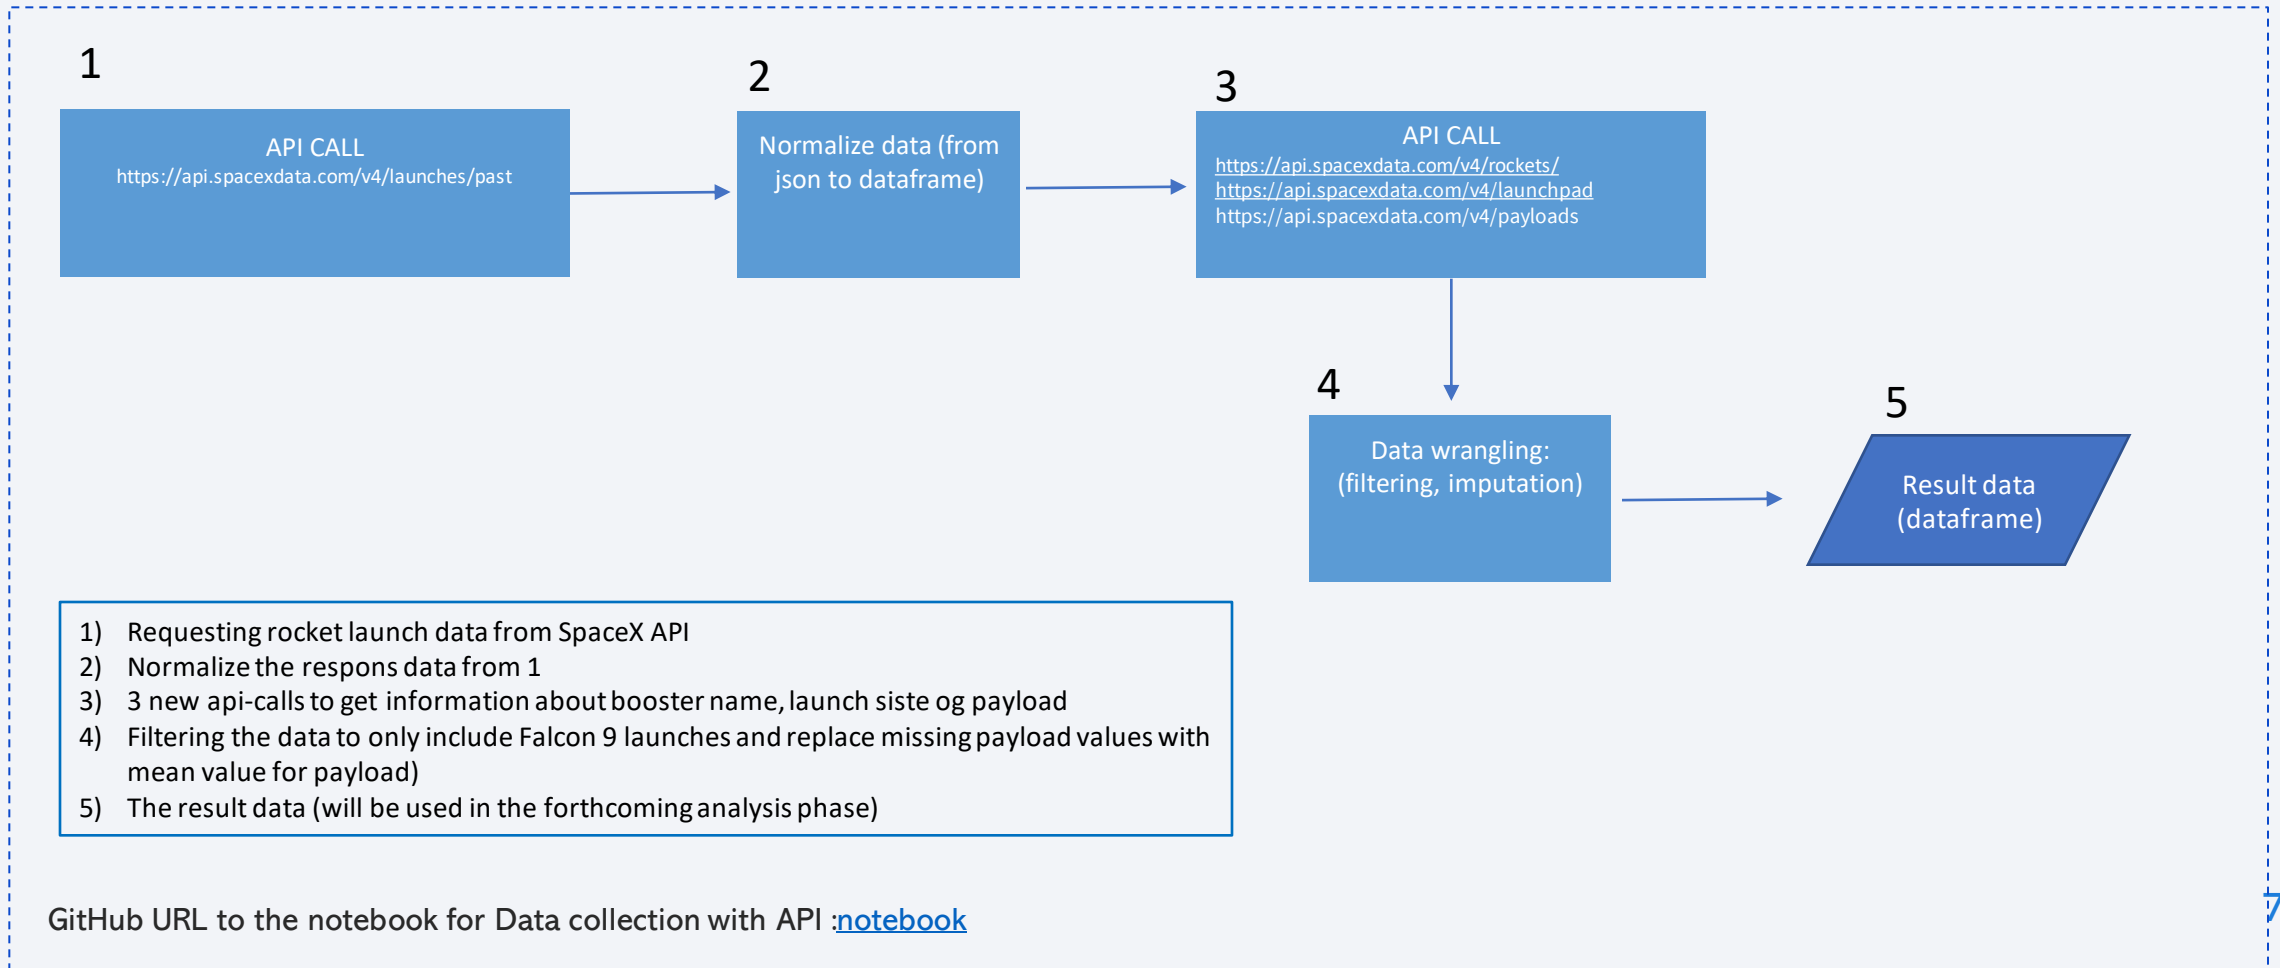 1
API CALL
https://api.spacexdata.com/v4/launches/past
2
Normalize data (from
json to dataframe)
3
API CALL
https://api.spacexdata.com/v4/rockets/
https://api.spacexdata.com/v4/launchpad
https://api.spacexdata.com/v4/payloads
4
Data wrangling:
(filtering, imputation)
5
Result data
(dataframe)
1) Requesting rocket launch data from SpaceX API
2) Normalize the respons data from 1
3) 3 new api-calls to get information about booster name, launch siste og payload
4) Filtering the data to only include Falcon 9 launches and replace missing payload values with
mean value for payload)
5) The result data (will be used in the forthcoming analysis phase)
GitHub URL to the notebook for Data collection with API :notebook
7